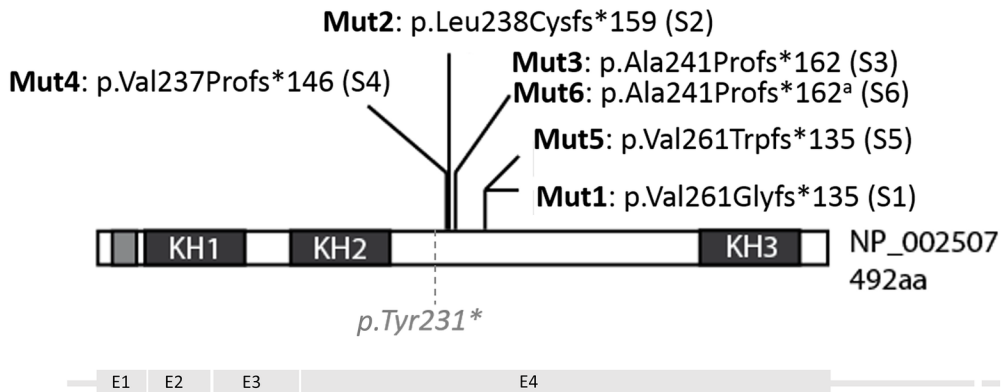 Mut2: p.Leu238Cysfs*159 (S2)
Mut4: p.Val237Profs*146 (S4)
Mut3: p.Ala241Profs*162 (S3)
Mut6: p.Ala241Profs*162ᵃ (S6)
Mut5: p.Val261Trpfs*135 (S5)
Mut1: p.Val261Glyfs*135 (S1)
KH1 KH2 KH3
NP_002507
492aa
p.Tyr231*
E1 E2 E3 E4